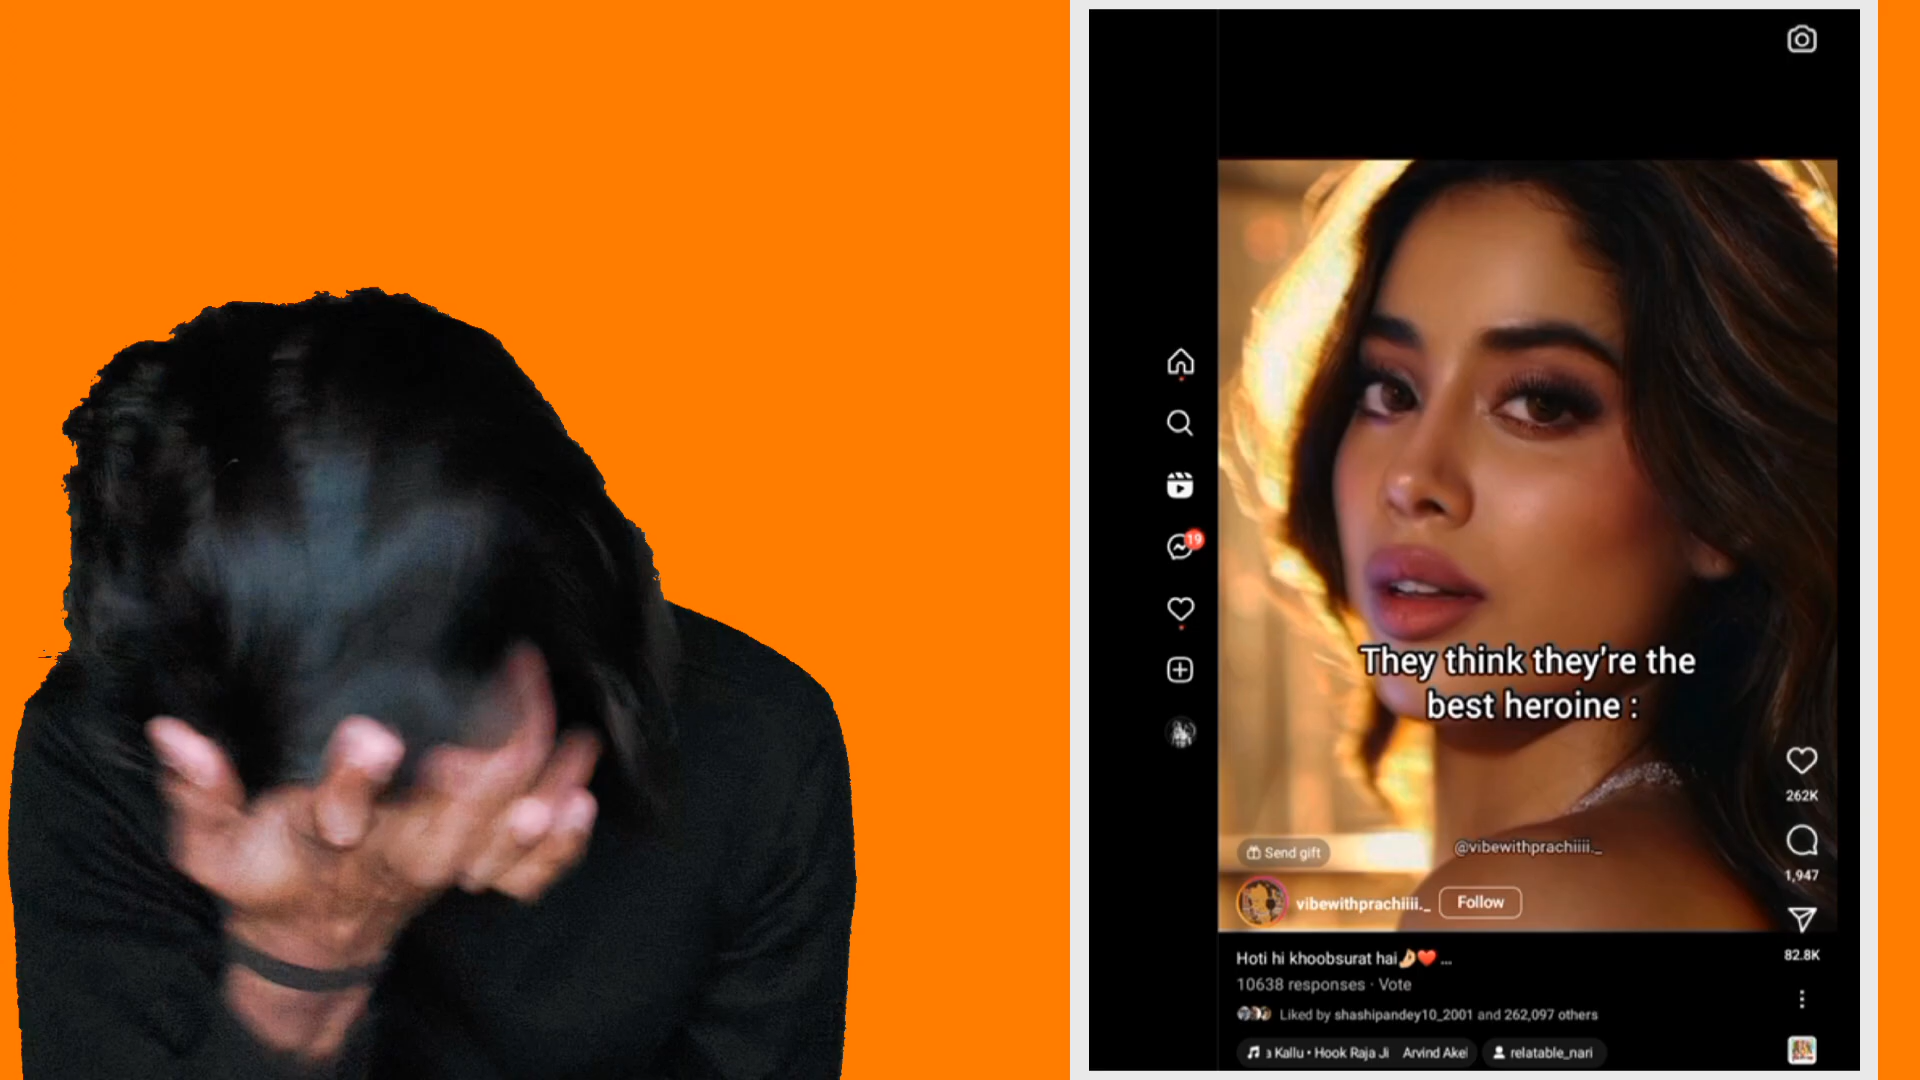 19
They think they're the
best heroine :
262K
1,947
Send gift
@vibewithprachiiii._
vibewithprachiiii._ Follow
82.8K
Hoti hi khoobsurat hai🤌🏻❤️ ...
10638 responses · Vote
Liked by shashipandey10_2001 and 262,097 others
a Kallu • Hook Raja Ji Arvind Akel relatable_nari